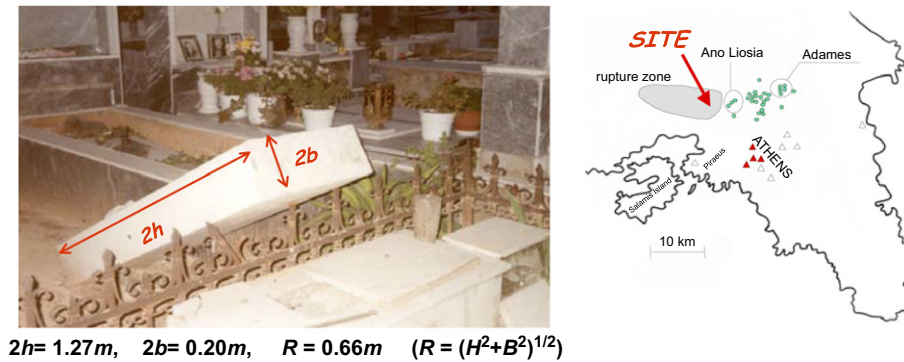 2b
2h
2h= 1.27m, 2b= 0.20m, R = 0.66m (R = (H²+B²)¹/²)
SITE
Ano Liosia
Adames
rupture zone
ATHENS
Piraeus
Salamis Island
10 km